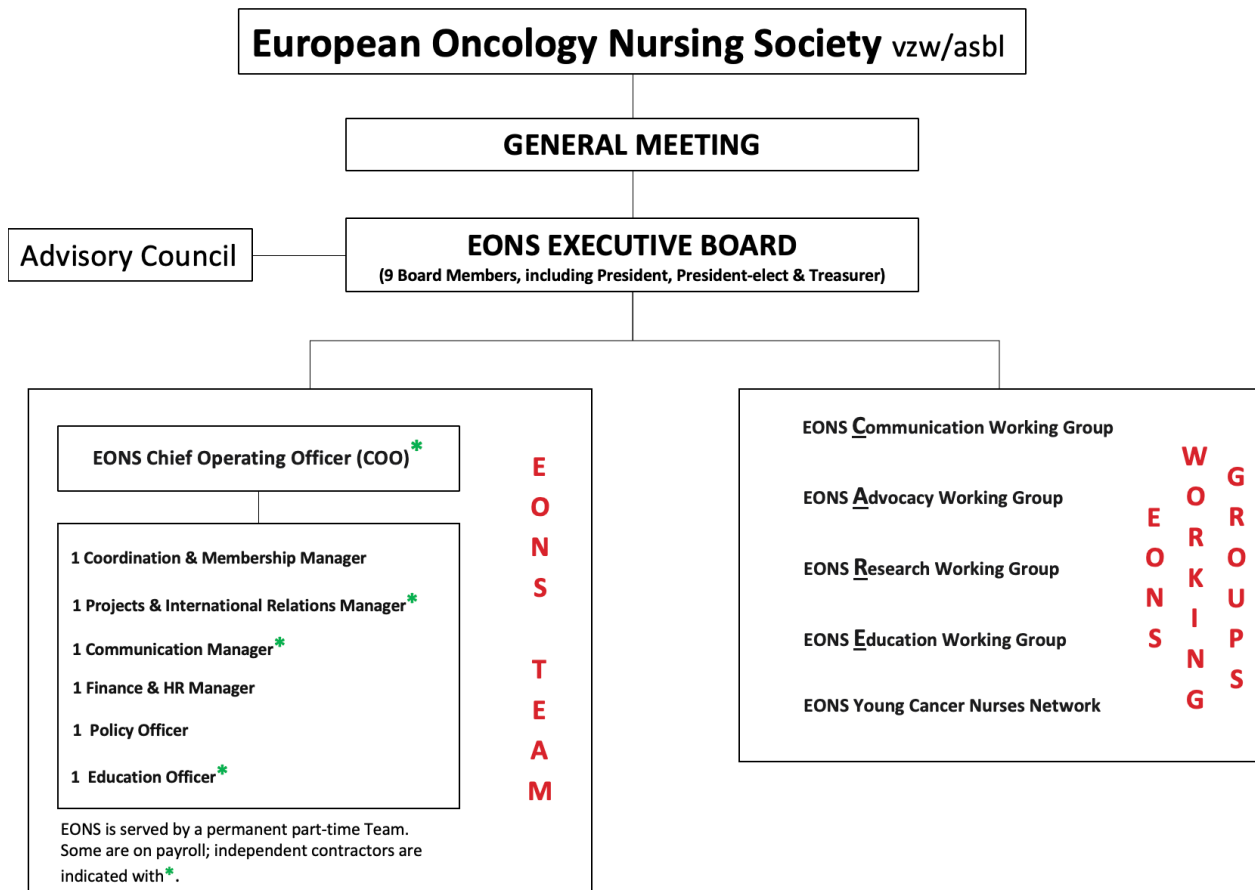 European Oncology Nursing Society vzw/asbl
GENERAL MEETING
Advisory Council
EONS EXECUTIVE BOARD
(9 Board Members, including President, President-elect & Treasurer)
EONS Chief Operating Officer (COO)*
1 Coordination & Membership Manager
1 Projects & International Relations Manager*
1 Communication Manager*
1 Finance & HR Manager
1 Policy Officer
1 Education Officer*
EONS is served by a permanent part-time Team.
Some are on payroll; independent contractors are
indicated with*.
EONS TEAM
EONS Communication Working Group
EONS Advocacy Working Group
EONS Research Working Group
EONS Education Working Group
EONS Young Cancer Nurses Network
EONS
WORKING
GROUPS